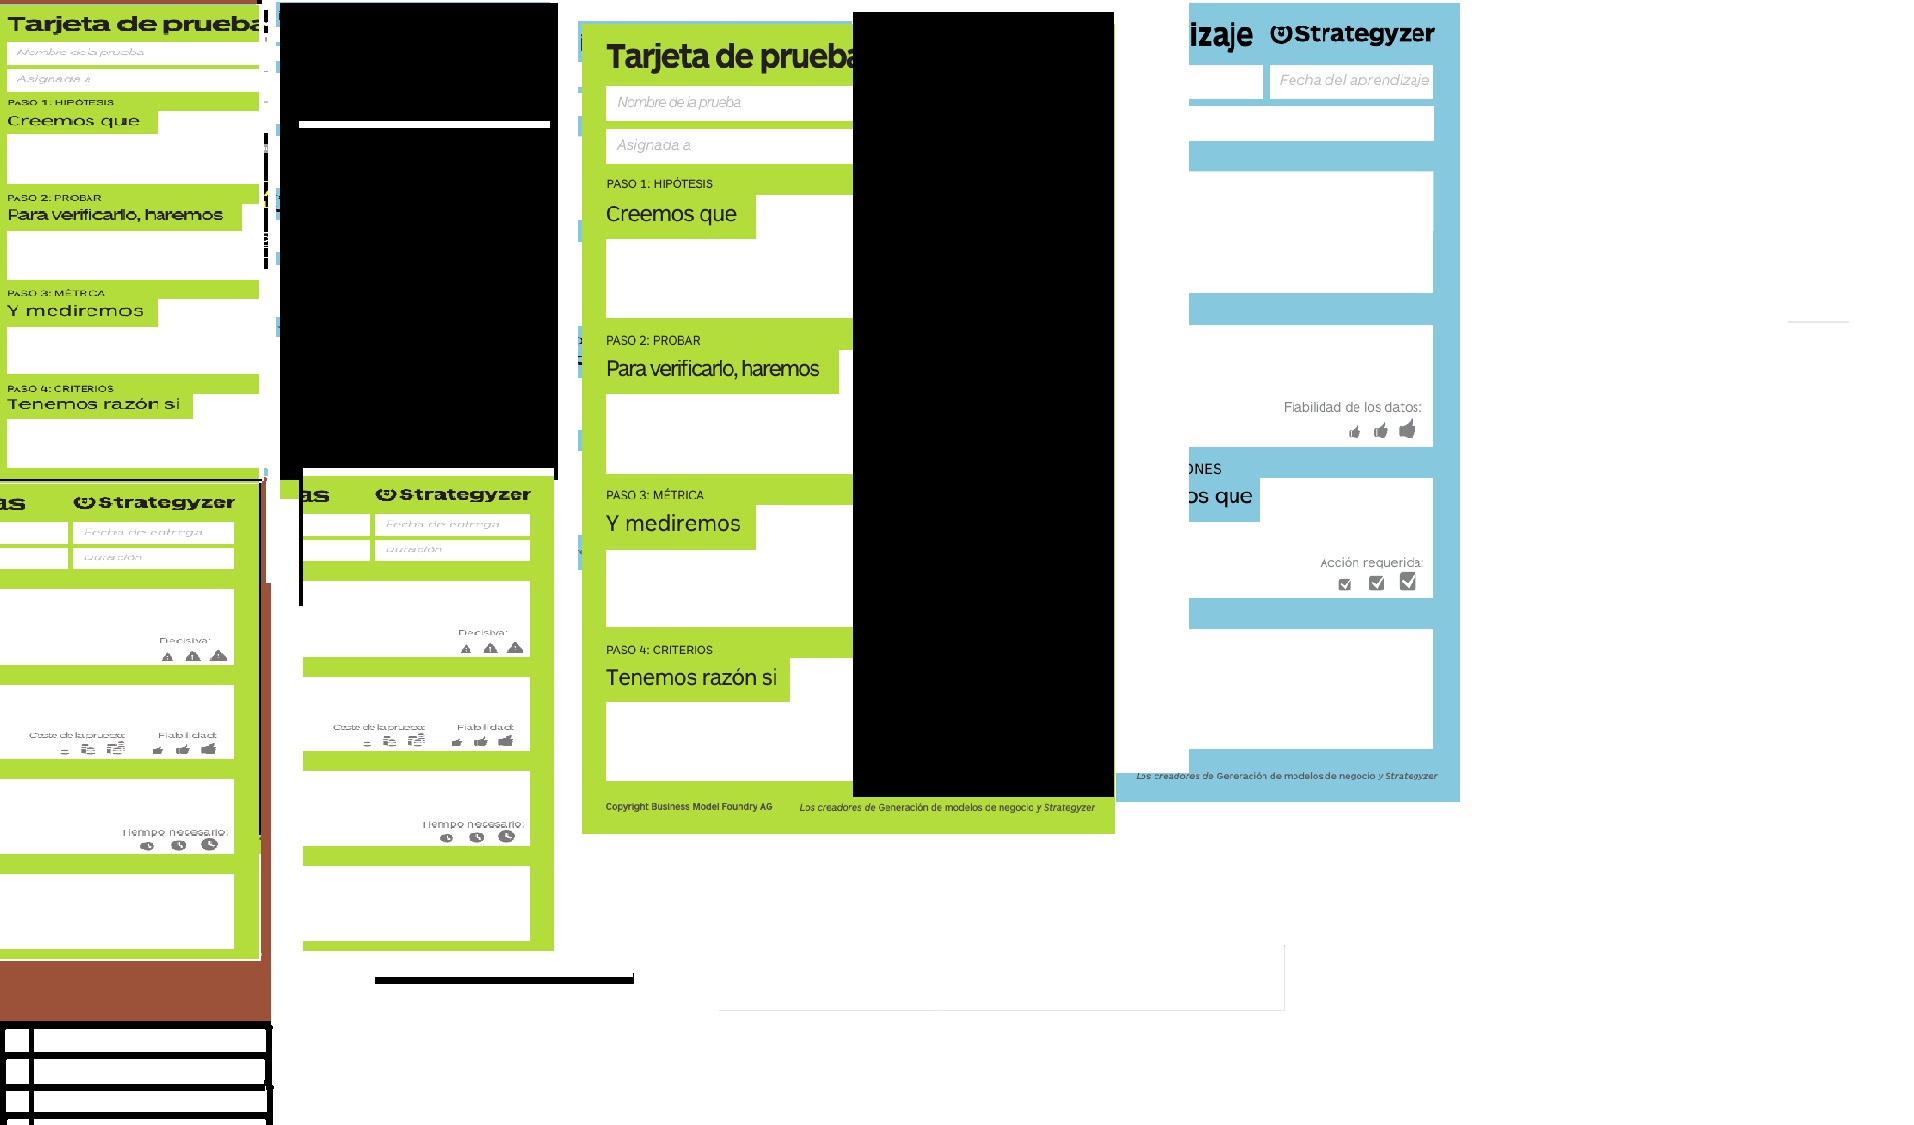 Tarjeta de prueba
Nombre de la prueba
Asignada a
PASO 1: HIPÓTESIS
Creemos que
PASO 2: PROBAR
Para verificarlo, haremos
PASO 3: MÉTRICA
Y mediremos
PASO 4: CRITERIOS
Tenemos razón si
as
Strategyzer
Fecha de entrega
Duración
Decisiva:
Coste de la prueba:
Fiabilidad:
Tiempo necesario:
as
Strategyzer
Fecha de entrega
Duración
Decisiva:
Coste de la prueba:
Fiabilidad:
Tiempo necesario:
Tarjeta de prueba
Nombre de la prueba
Asignada a
PASO 1: HIPÓTESIS
Creemos que
PASO 2: PROBAR
Para verificarlo, haremos
PASO 3: MÉTRICA
Y mediremos
PASO 4: CRITERIOS
Tenemos razón si
Copyright Business Model Foundry AG
Los creadores de Generación de modelos de negocio y Strategyzer
izaje
Strategyzer
Fecha del aprendizaje
Fiabilidad de los datos:
ONES
os que
Acción requerida:
Los creadores de Generación de modelos de negocio y Strategyzer